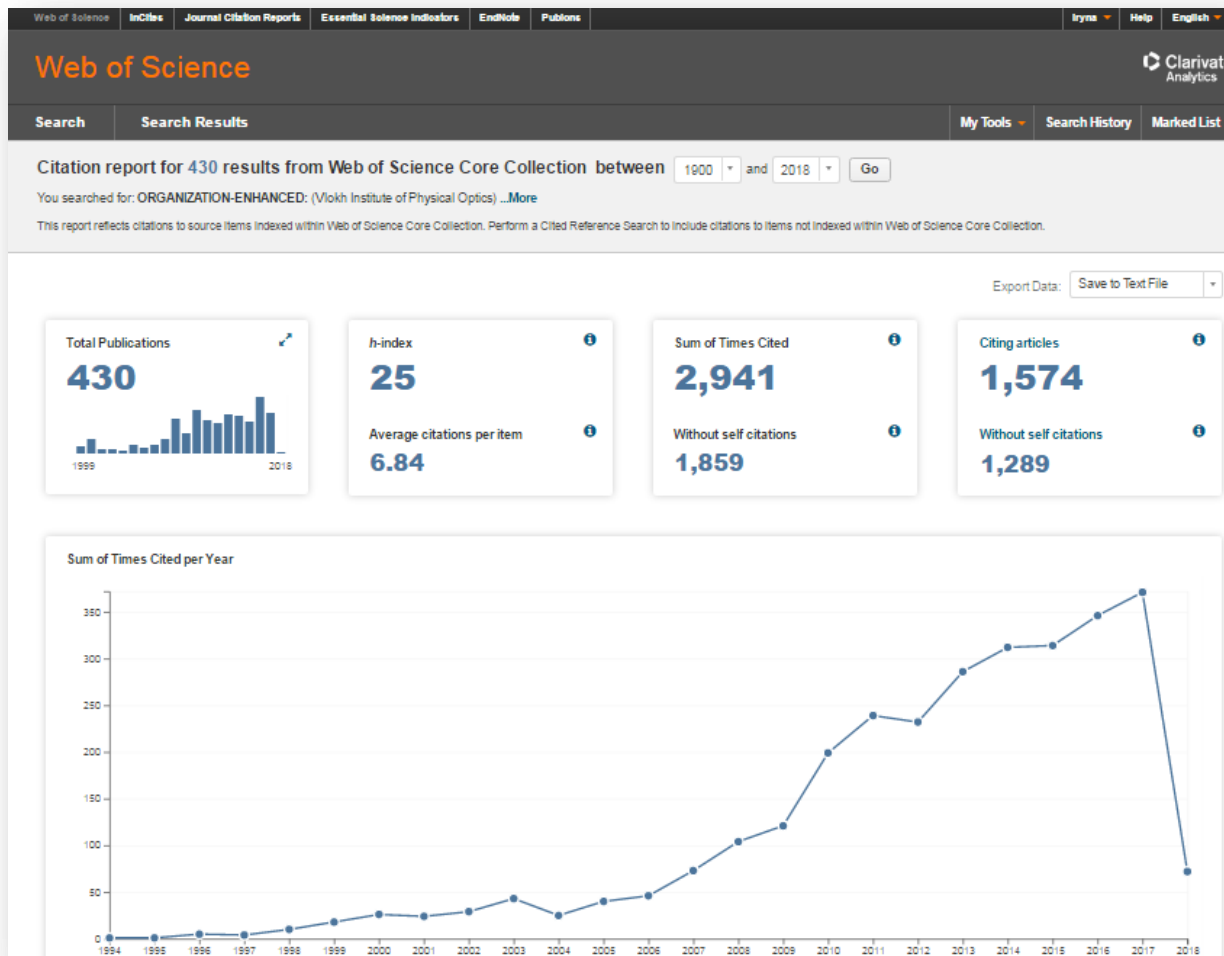 Web of Science InCites Journal Citation Reports Essential Science Indicators EndNote Publons Iryna Help English
Web of Science
Clarivat
Analytics
Search Search Results My Tools Search History Marked List
Citation report for 430 results from Web of Science Core Collection between 1900 and 2018 Go
You searched for: ORGANIZATION-ENHANCED: (Vlokh Institute of Physical Optics) ...More
This report reflects citations to source items indexed within Web of Science Core Collection. Perform a Cited Reference Search to include citations to items not indexed within Web of Science Core Collection.
Export Data: Save to Text File
Total Publications
430
1999 2018
h-index
25
Average citations per item
6.84
Sum of Times Cited
2,941
Without self citations
1,859
Citing articles
1,574
Without self citations
1,289
Sum of Times Cited per Year
350
300
250
200
150
100
50
0
1994 1995 1996 1997 1998 1999 2000 2001 2002 2003 2004 2005 2006 2007 2008 2009 2010 2011 2012 2013 2014 2015 2016 2017 2018